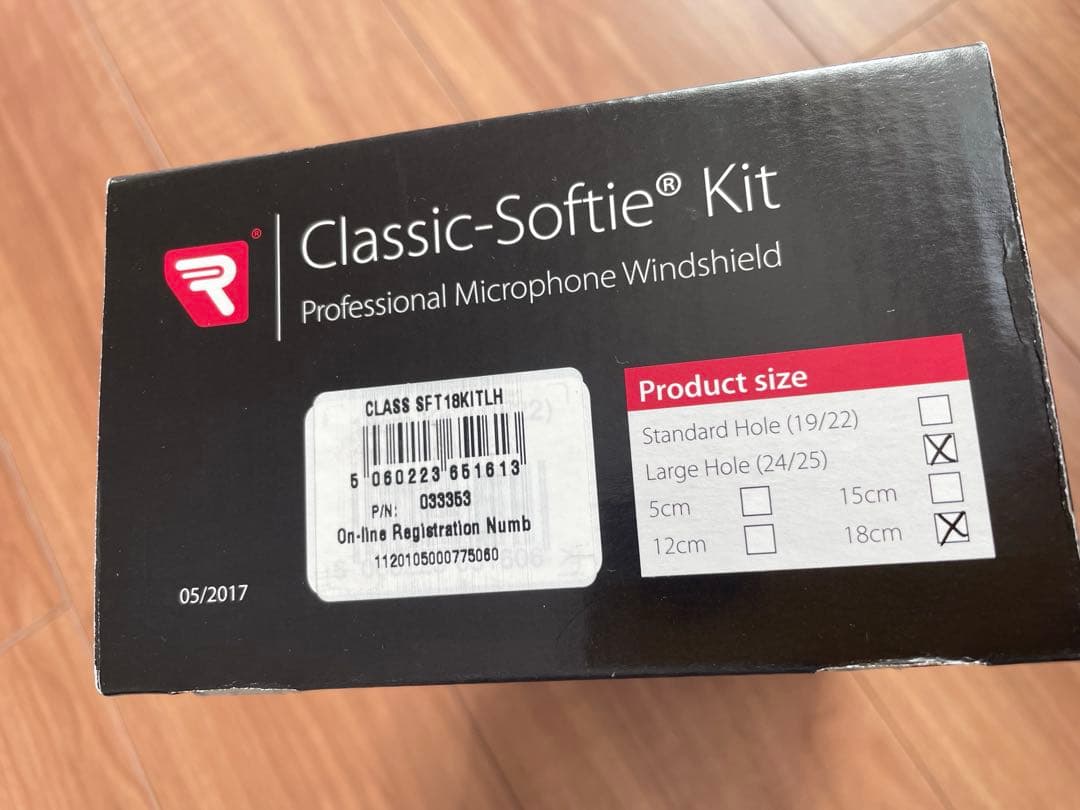 R®
Classic-Softie® Kit
Professional Microphone Windshield
CLASS SFT18KITLH
5 060223 651613
P/N: 033353
On-line Registration Numb
1120105000775060
05/2017
Product size
Standard Hole (19/22)
Large Hole (24/25)
5cm 15cm
12cm 18cm